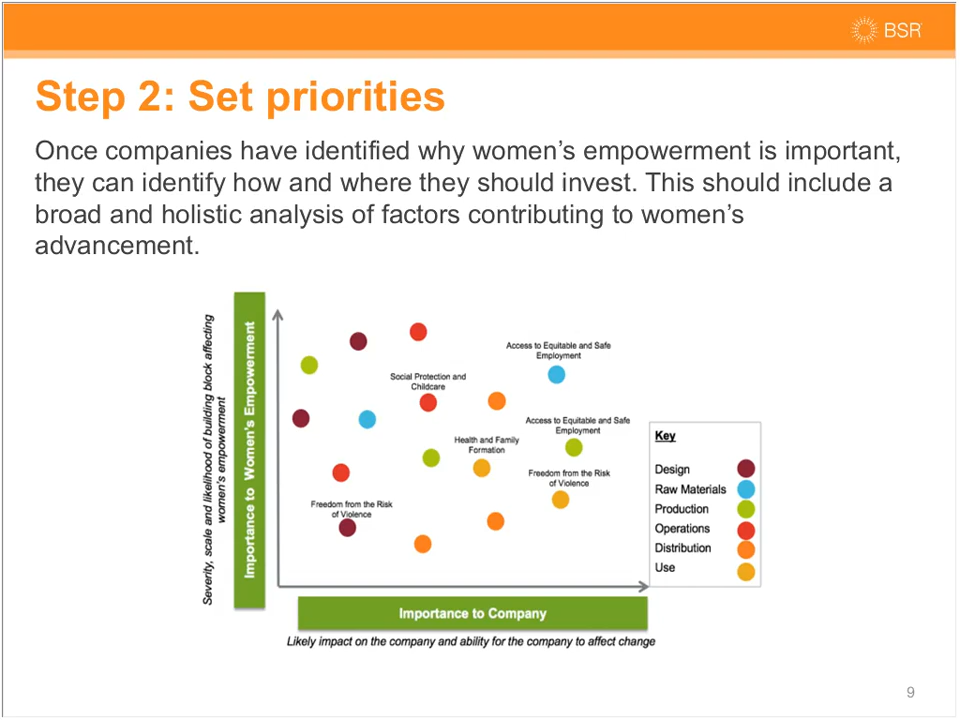 BSR
Step 2: Set priorities
Once companies have identified why women’s empowerment is important,
they can identify how and where they should invest. This should include a
broad and holistic analysis of factors contributing to women’s
advancement.
Severity, scale and likelihood of building block affecting
women's empowerment
Importance to Women's Empowerment
Access to Equitable and Safe
Employment
Social Protection and
Childcare
Access to Equitable and Safe
Employment
Health and Family
Formation
Freedom from the Risk
of Violence
Freedom from the Risk
of Violence
Key
Design
Raw Materials
Production
Operations
Distribution
Use
Importance to Company
Likely impact on the company and ability for the company to affect change
9